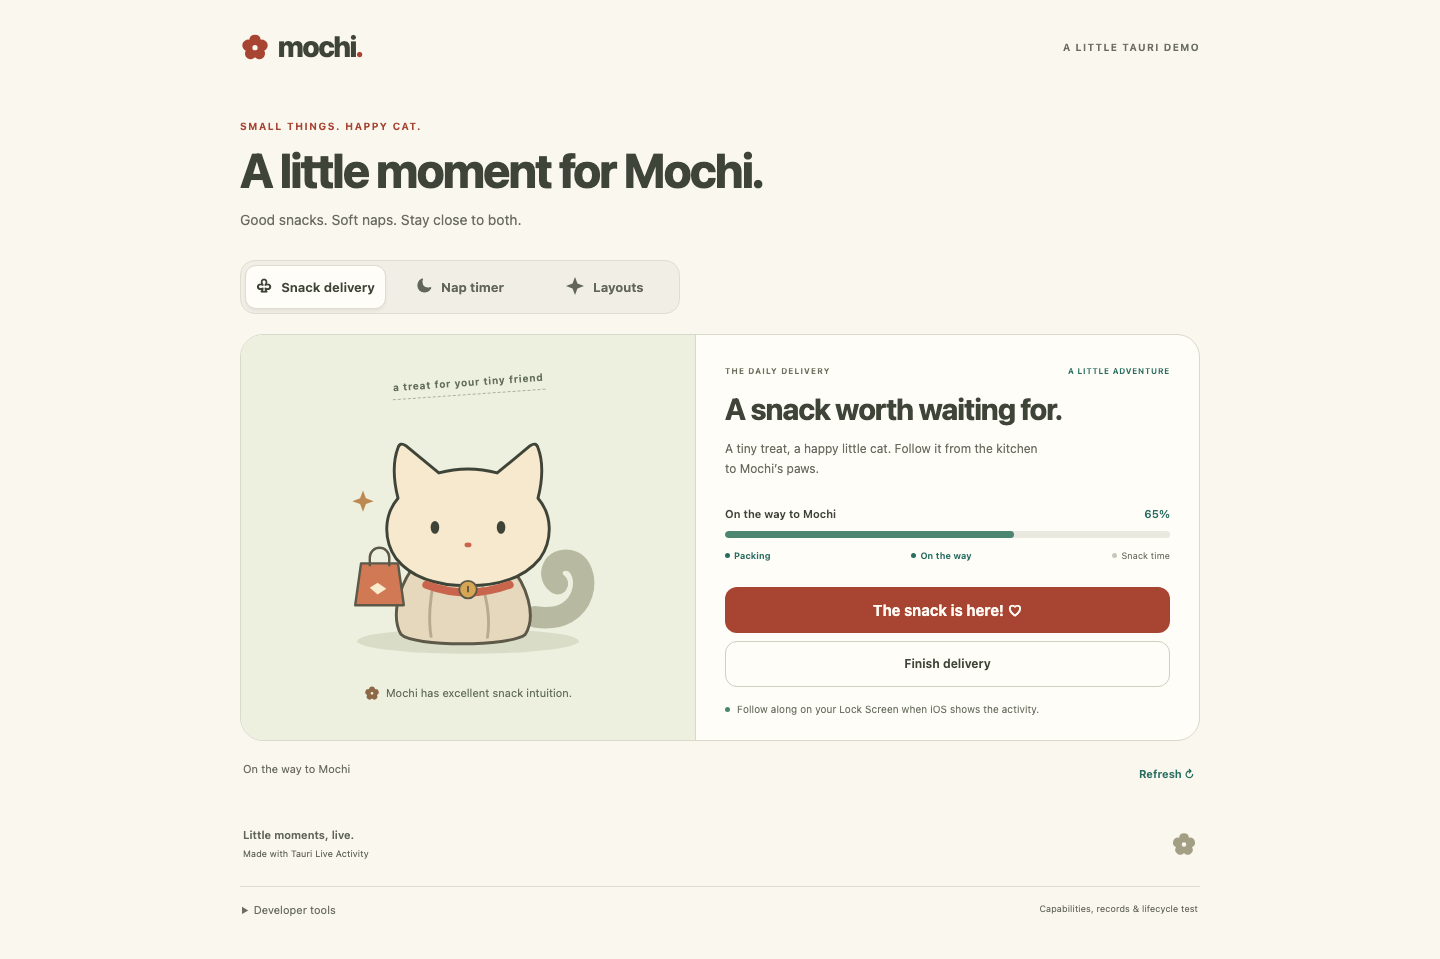 mochi.
A LITTLE TAURI DEMO
SMALL THINGS. HAPPY CAT.
A little moment for Mochi.
Good snacks. Soft naps. Stay close to both.
Snack delivery
Nap timer
Layouts
a treat for your tiny friend
Mochi has excellent snack intuition.
THE DAILY DELIVERY
A LITTLE ADVENTURE
A snack worth waiting for.
A tiny treat, a happy little cat. Follow it from the kitchen
to Mochi's paws.
On the way to Mochi
65%
Packing
On the way
Snack time
The snack is here! ♡
Finish delivery
Follow along on your Lock Screen when iOS shows the activity.
On the way to Mochi
Refresh ↻
Little moments, live.
Made with Tauri Live Activity
▶ Developer tools
Capabilities, records & lifecycle test